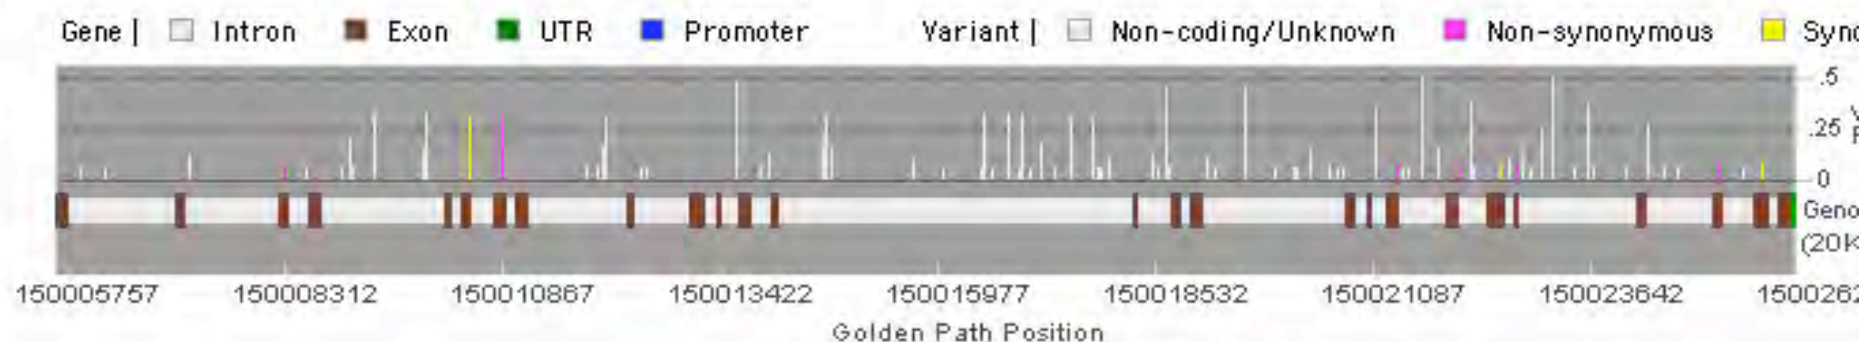 Gene | Intron Exon UTR Promoter Variant | Non-coding/Unknown Non-synonymous
.5
.25
0
(20K
150005757 150008312 150010867 150013422 150015977 150018532 150021087 150023642
Golden Path Position